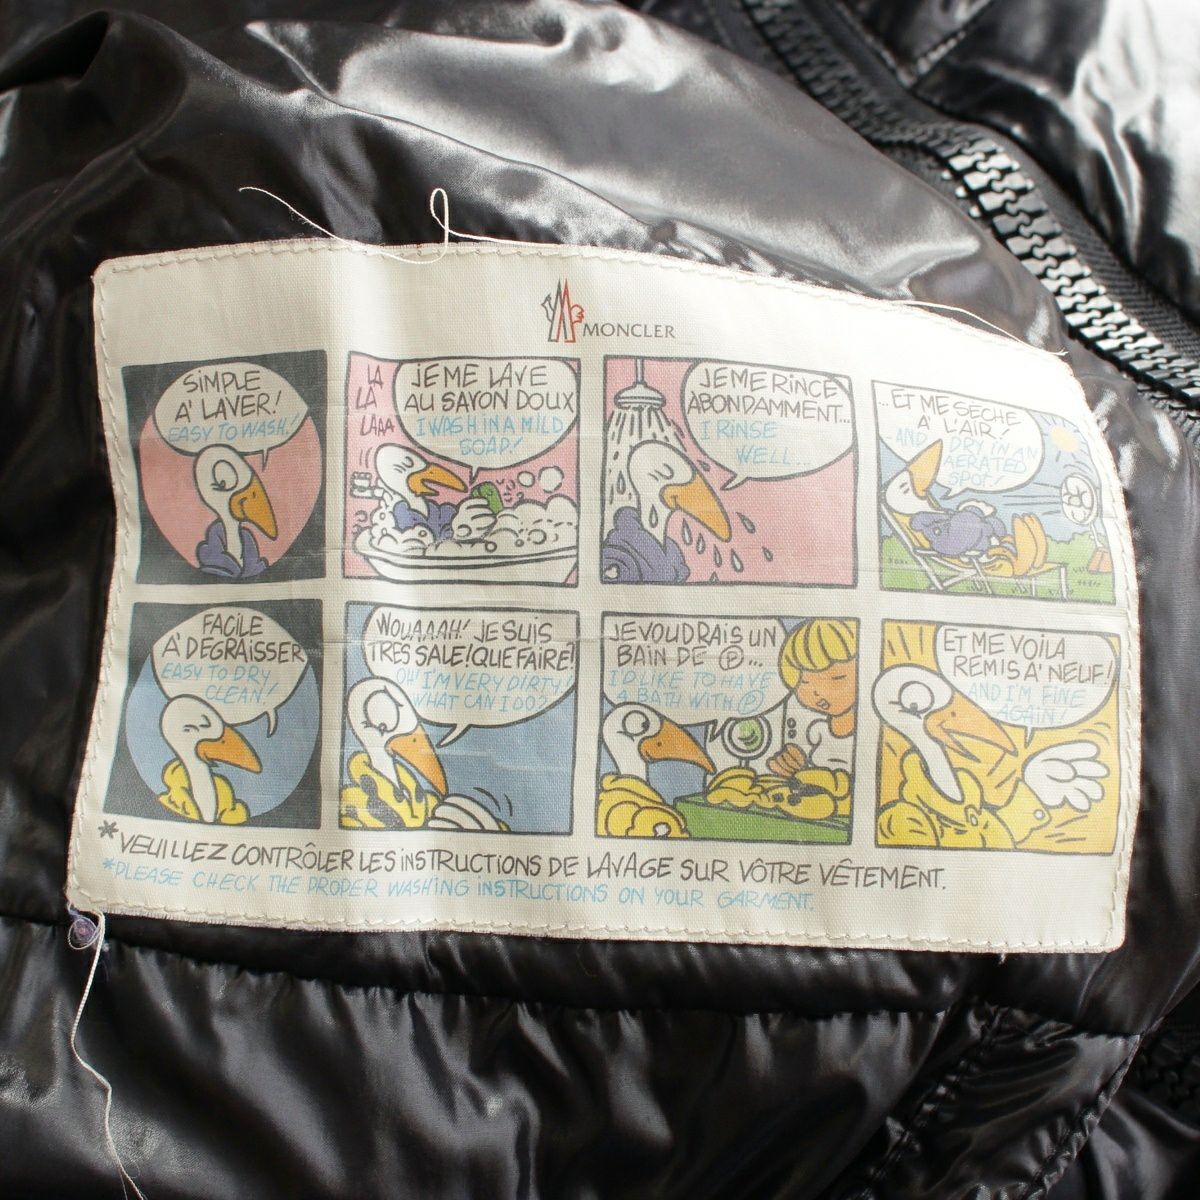 MONCLER
SIMPLE
A' LAVER!
EASY TO WASH!
LA
LA
LAAA
JE ME LAVE
AU SAVON DOUX
I WASH IN A MILD
SOAP!
JE ME RINCE
ABONDAMMENT...
I RINSE
WELL...
...ET ME SECHE
A' L'AIR
...AND I DRY IN AN
AERATED
SPOT!
FACILE
A' DEGRAISSER
EASY TO DRY
CLEAN!
WOUAAAH! JE SUIS
TRES SALE! QUE FAIRE!
OH! I'M VERY DIRTY!
WHAT CAN I DO?
JE VOUDRAIS UN
BAIN DE Ⓟ...
I'D LIKE TO HAVE
A BATH WITH Ⓟ
ET ME VOILA
REMIS A' NEUF!
AND I'M FINE
AGAIN!
*VEUILLEZ CONTRÔLER LES INSTRUCTIONS DE LAVAGE SUR VÔTRE VÊTEMENT.
*PLEASE CHECK THE PROPER WASHING INSTRUCTIONS ON YOUR GARMENT.